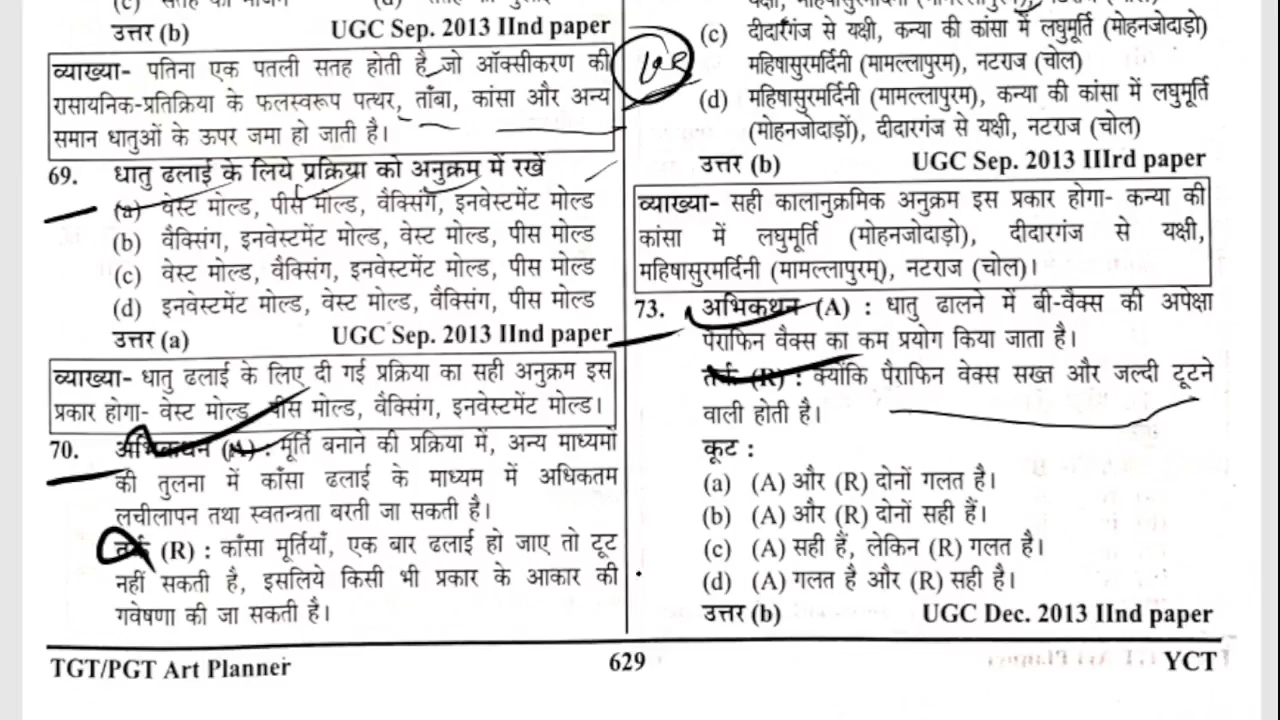 उत्तर (b) UGC Sep. 2013 IInd paper
व्याख्या- पतिना एक पतली सतह होती है जो ऑक्सीकरण की
रासायनिक-प्रतिक्रिया के फलस्वरूप पत्थर, ताँबा, कांसा और अन्य
समान धातुओं के ऊपर जमा हो जाती है।
69. धातु ढलाई के लिये प्रक्रिया को अनुक्रम में रखें
(a) वेस्ट मोल्ड, पीस मोल्ड, वैक्सिंग, इनवेस्टमेंट मोल्ड
(b) वैक्सिंग, इनवेस्टमेंट मोल्ड, वेस्ट मोल्ड, पीस मोल्ड
(c) वेस्ट मोल्ड, वैक्सिंग, इनवेस्टमेंट मोल्ड, पीस मोल्ड
(d) इनवेस्टमेंट मोल्ड, वेस्ट मोल्ड, वैक्सिंग, पीस मोल्ड
उत्तर (a) UGC Sep. 2013 IInd paper
व्याख्या- धातु ढलाई के लिए दी गई प्रक्रिया का सही अनुक्रम इस
प्रकार होगा- वेस्ट मोल्ड, पीस मोल्ड, वैक्सिंग, इनवेस्टमेंट मोल्ड।
70. अभिकथन (A) : मूर्ति बनाने की प्रक्रिया में, अन्य माध्यमों
की तुलना में काँसा ढलाई के माध्यम में अधिकतम
लचीलापन तथा स्वतन्त्रता बरती जा सकती है।
तर्क (R) : काँसा मूर्तियाँ, एक बार ढलाई हो जाए तो टूट
नहीं सकती है, इसलिये किसी भी प्रकार के आकार की
गवेषणा की जा सकती है।
(c) दीदारगंज से यक्षी, कन्या की कांसा में लघुमूर्ति (मोहनजोदाड़ो)
महिषासुरमर्दिनी (मामल्लापुरम), नटराज (चोल)
(d) महिषासुरमर्दिनी (मामल्लापुरम), कन्या की कांसा में लघुमूर्ति
(मोहनजोदाड़ों), दीदारगंज से यक्षी, नटराज (चोल)
उत्तर (b) UGC Sep. 2013 IIIrd paper
व्याख्या- सही कालानुक्रमिक अनुक्रम इस प्रकार होगा- कन्या की
कांसा में लघुमूर्ति (मोहनजोदाड़ो), दीदारगंज से यक्षी,
महिषासुरमर्दिनी (मामल्लापुरम्), नटराज (चोल)।
73. अभिकथन (A) : धातु ढालने में बी-वैक्स की अपेक्षा
पैराफिन वैक्स का कम प्रयोग किया जाता है।
तर्क (R) : क्योंकि पैराफिन वेक्स सख्त और जल्दी टूटने
वाली होती है।
कूट :
(a) (A) और (R) दोनों गलत है।
(b) (A) और (R) दोनों सही हैं।
(c) (A) सही हैं, लेकिन (R) गलत है।
(d) (A) गलत है और (R) सही है।
उत्तर (b) UGC Dec. 2013 IInd paper
TGT/PGT Art Planner 629 YCT